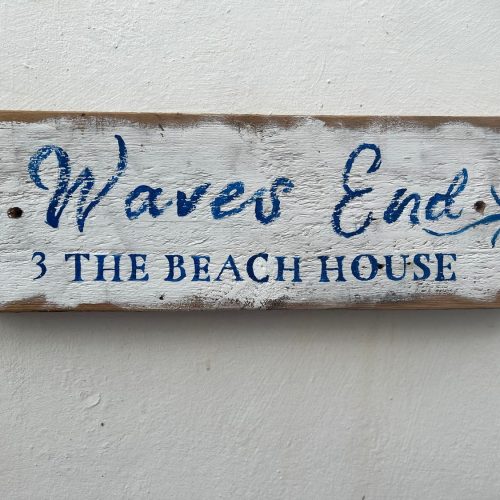 Waves End
3 THE BEACH HOUSE